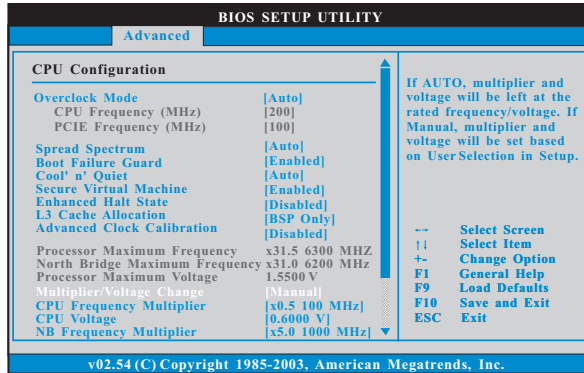 BIOS SETUP UTILITY
Advanced
CPU Configuration
Overclock Mode [Auto]
CPU Frequency (MHz) [200]
PCIE Frequency (MHz) [100]
Spread Spectrum [Auto]
Boot Failure Guard [Enabled]
Cool' n' Quiet [Auto]
Secure Virtual Machine [Enabled]
Enhanced Halt State [Disabled]
L3 Cache Allocation [BSP Only]
Advanced Clock Calibration [Disabled]
Processor Maximum Frequency x31.5 6300 MHZ
North Bridge Maximum Frequency x31.0 6200 MHZ
Processor Maximum Voltage 1.5500 V
Multiplier/Voltage Change [Manual]
CPU Frequency Multiplier [x0.5 100 MHz]
CPU Voltage [0.6000 V]
NB Frequency Multiplier [x5.0 1000 MHz]
If AUTO, multiplier and
voltage will be left at the
rated frequency/voltage. If
Manual, multiplier and
voltage will be set based
on User Selection in Setup.
←→ Select Screen
↑↓ Select Item
+- Change Option
F1 General Help
F9 Load Defaults
F10 Save and Exit
ESC Exit
v02.54 (C) Copyright 1985-2003, American Megatrends, Inc.